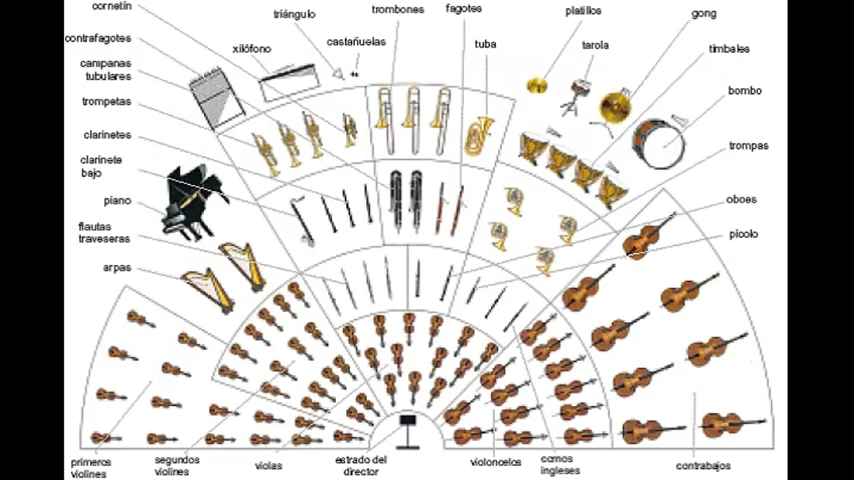 cornetín
triángulo
trombones
fagotes
platillos
gong
contrafagotes
xilófono
castañuelas
tuba
tarola
timbales
campanas
tubulares
trompetas
bombo
clarinetes
trompas
clarinete
bajo
piano
oboes
flautas
traveseras
picolo
arpas
primeros
violines
segundos
violines
violas
estrado del
director
violoncelos
cornos
ingleses
contrabajos